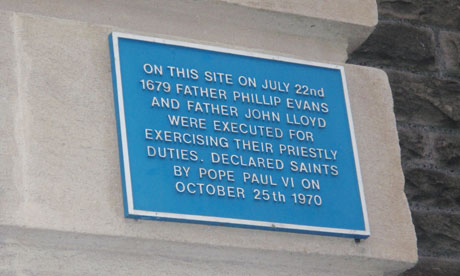 ON THIS SITE ON JULY 22nd
1679 FATHER PHILLIP EVANS
AND FATHER JOHN LLOYD
WERE EXECUTED FOR
EXERCISING THEIR PRIESTLY
DUTIES. DECLARED SAINTS
BY POPE PAUL VI ON
OCTOBER 25th 1970